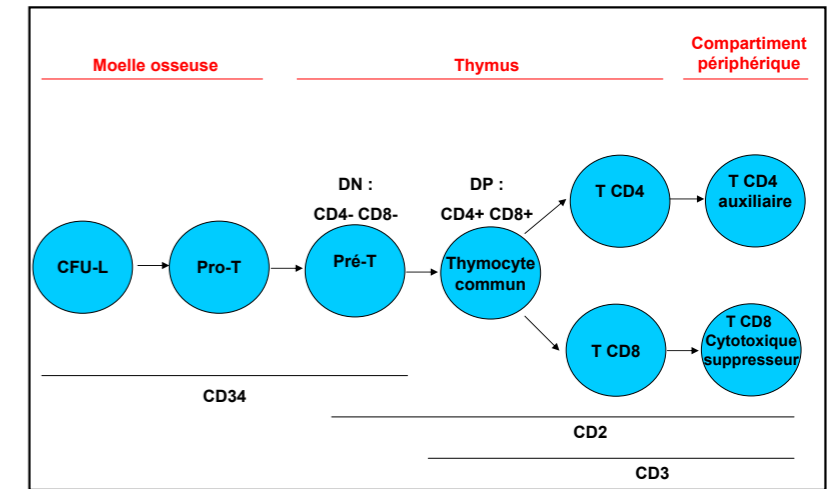 Moelle osseuse
Thymus
Compartiment
périphérique
DN :
CD4- CD8-
DP :
CD4+ CD8+
CFU-L
Pro-T
Pré-T
Thymocyte
commun
T CD4
T CD4
auxiliaire
T CD8
T CD8
Cytotoxique
suppresseur
CD34
CD2
CD3